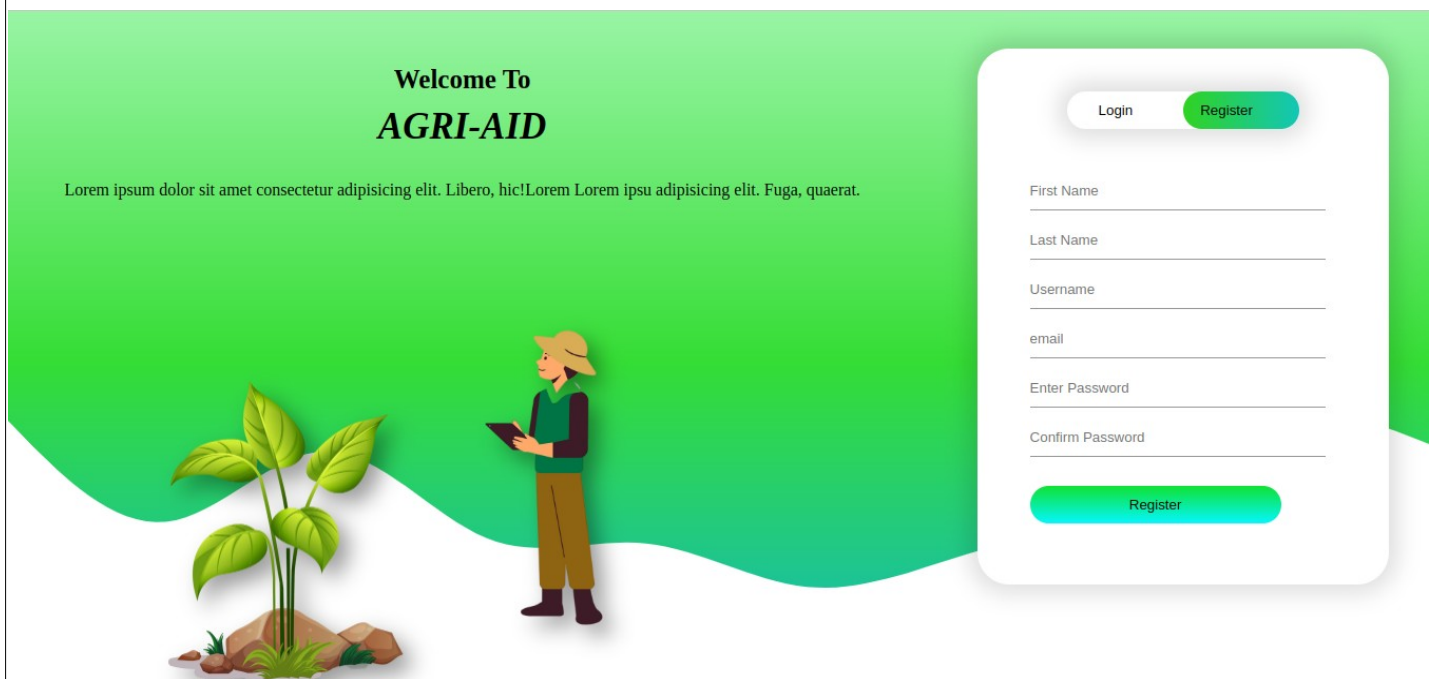 Welcome To
AGRI-AID
Lorem ipsum dolor sit amet consectetur adipisicing elit. Libero, hic!Lorem Lorem ipsu adipisicing elit. Fuga, quaerat.
Login
Register
First Name
Last Name
Username
email
Enter Password
Confirm Password
Register